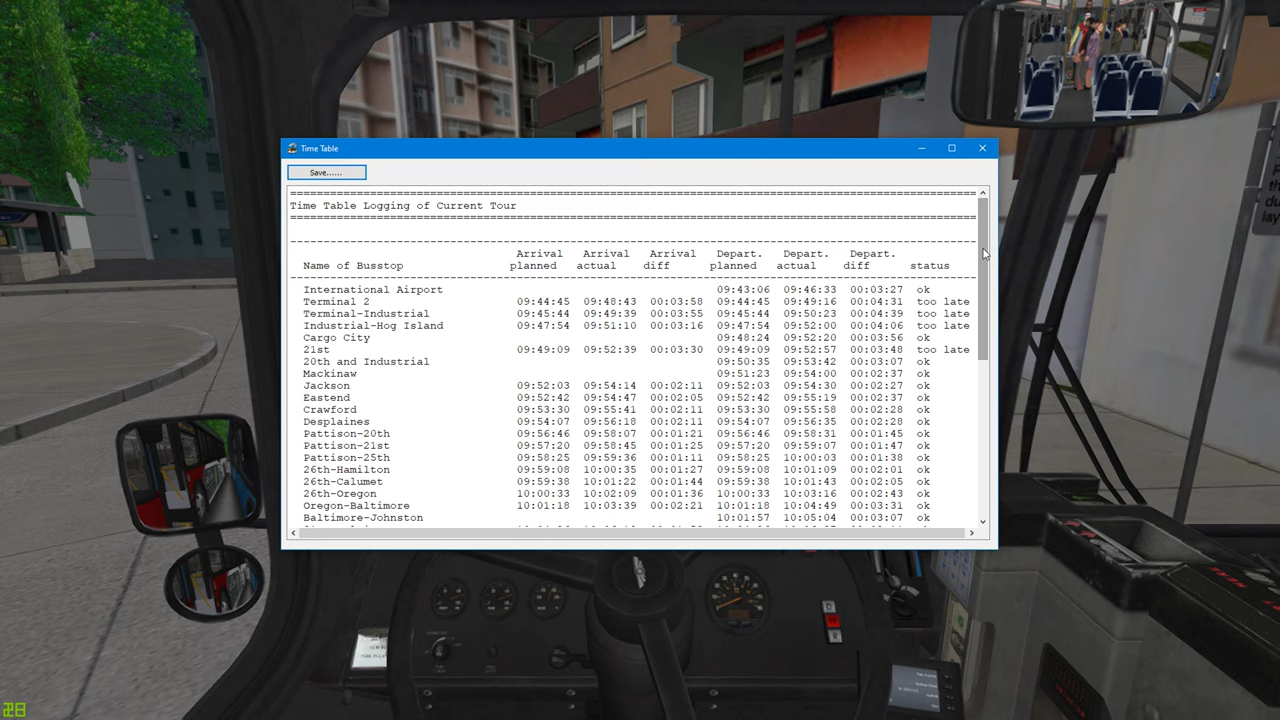 Time Table
Save......
Time Table Logging of Current Tour
Arrival Arrival Arrival Depart. Depart. Depart.
Name of Busstop planned actual diff planned actual diff status
International Airport 09:43:06 09:46:33 00:03:27 ok
Terminal 2 09:44:45 09:48:43 00:03:58 09:44:45 09:49:16 00:04:31 too late
Terminal-Industrial 09:45:44 09:49:39 00:03:55 09:45:44 09:50:23 00:04:39 too late
Industrial-Hog Island 09:47:54 09:51:10 00:03:16 09:47:54 09:52:00 00:04:06 too late
Cargo City 09:48:24 09:52:20 00:03:56 ok
21st 09:49:09 09:52:39 00:03:30 09:49:09 09:52:57 00:03:48 too late
20th and Industrial 09:50:35 09:53:42 00:03:07 ok
Mackinaw 09:51:23 09:54:00 00:02:37 ok
Jackson 09:52:03 09:54:14 00:02:11 09:52:03 09:54:30 00:02:27 ok
Eastend 09:52:42 09:54:47 00:02:05 09:52:42 09:55:19 00:02:37 ok
Crawford 09:53:30 09:55:41 00:02:11 09:53:30 09:55:58 00:02:28 ok
Desplaines 09:54:07 09:56:18 00:02:11 09:54:07 09:56:35 00:02:28 ok
Pattison-20th 09:56:46 09:58:07 00:01:21 09:56:46 09:58:31 00:01:45 ok
Pattison-21st 09:57:20 09:58:45 00:01:25 09:57:20 09:59:07 00:01:47 ok
Pattison-25th 09:58:25 09:59:36 00:01:11 09:58:25 10:00:03 00:01:38 ok
26th-Hamilton 09:59:08 10:00:35 00:01:27 09:59:08 10:01:09 00:02:01 ok
26th-Calumet 09:59:38 10:01:22 00:01:44 09:59:38 10:01:43 00:02:05 ok
26th-Oregon 10:00:33 10:02:09 00:01:36 10:00:33 10:03:16 00:02:43 ok
Oregon-Baltimore 10:01:18 10:03:39 00:02:21 10:01:18 10:04:49 00:03:31 ok
Baltimore-Johnston 10:01:57 10:05:04 00:03:07 ok
28